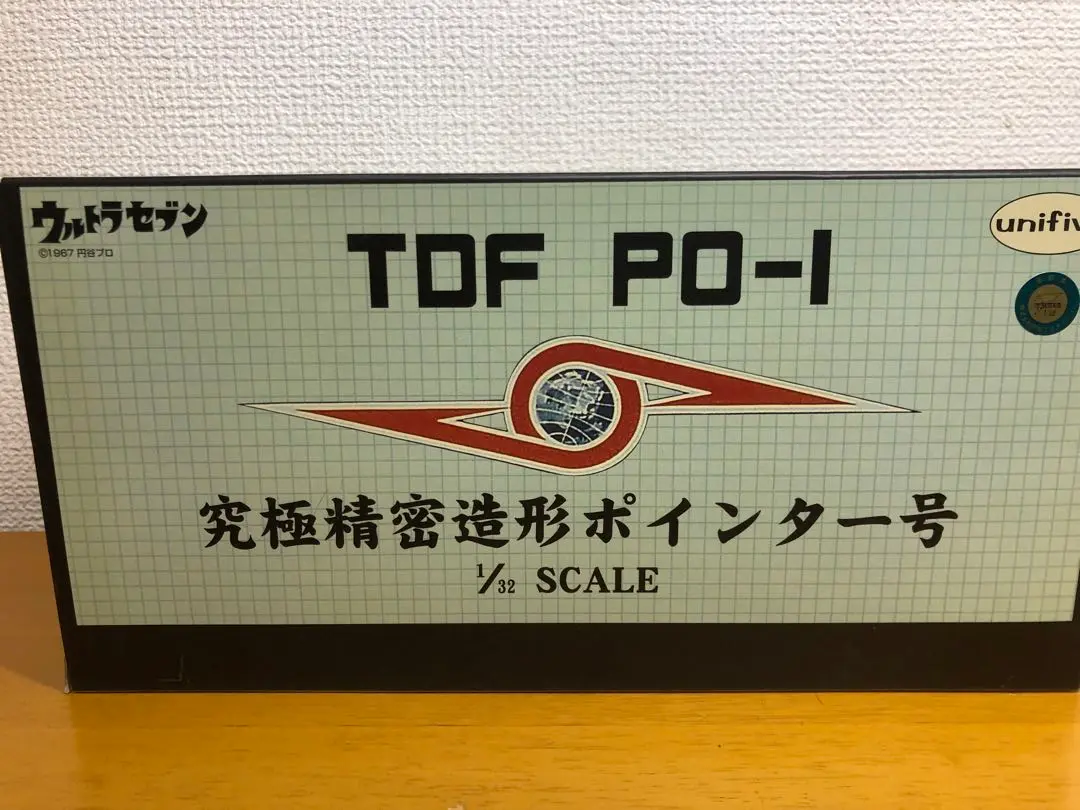 ウルトラセブン
©1967 円谷プロ
unifiv
TDF PO-1
究極精密造形ポインター号
1/32 SCALE